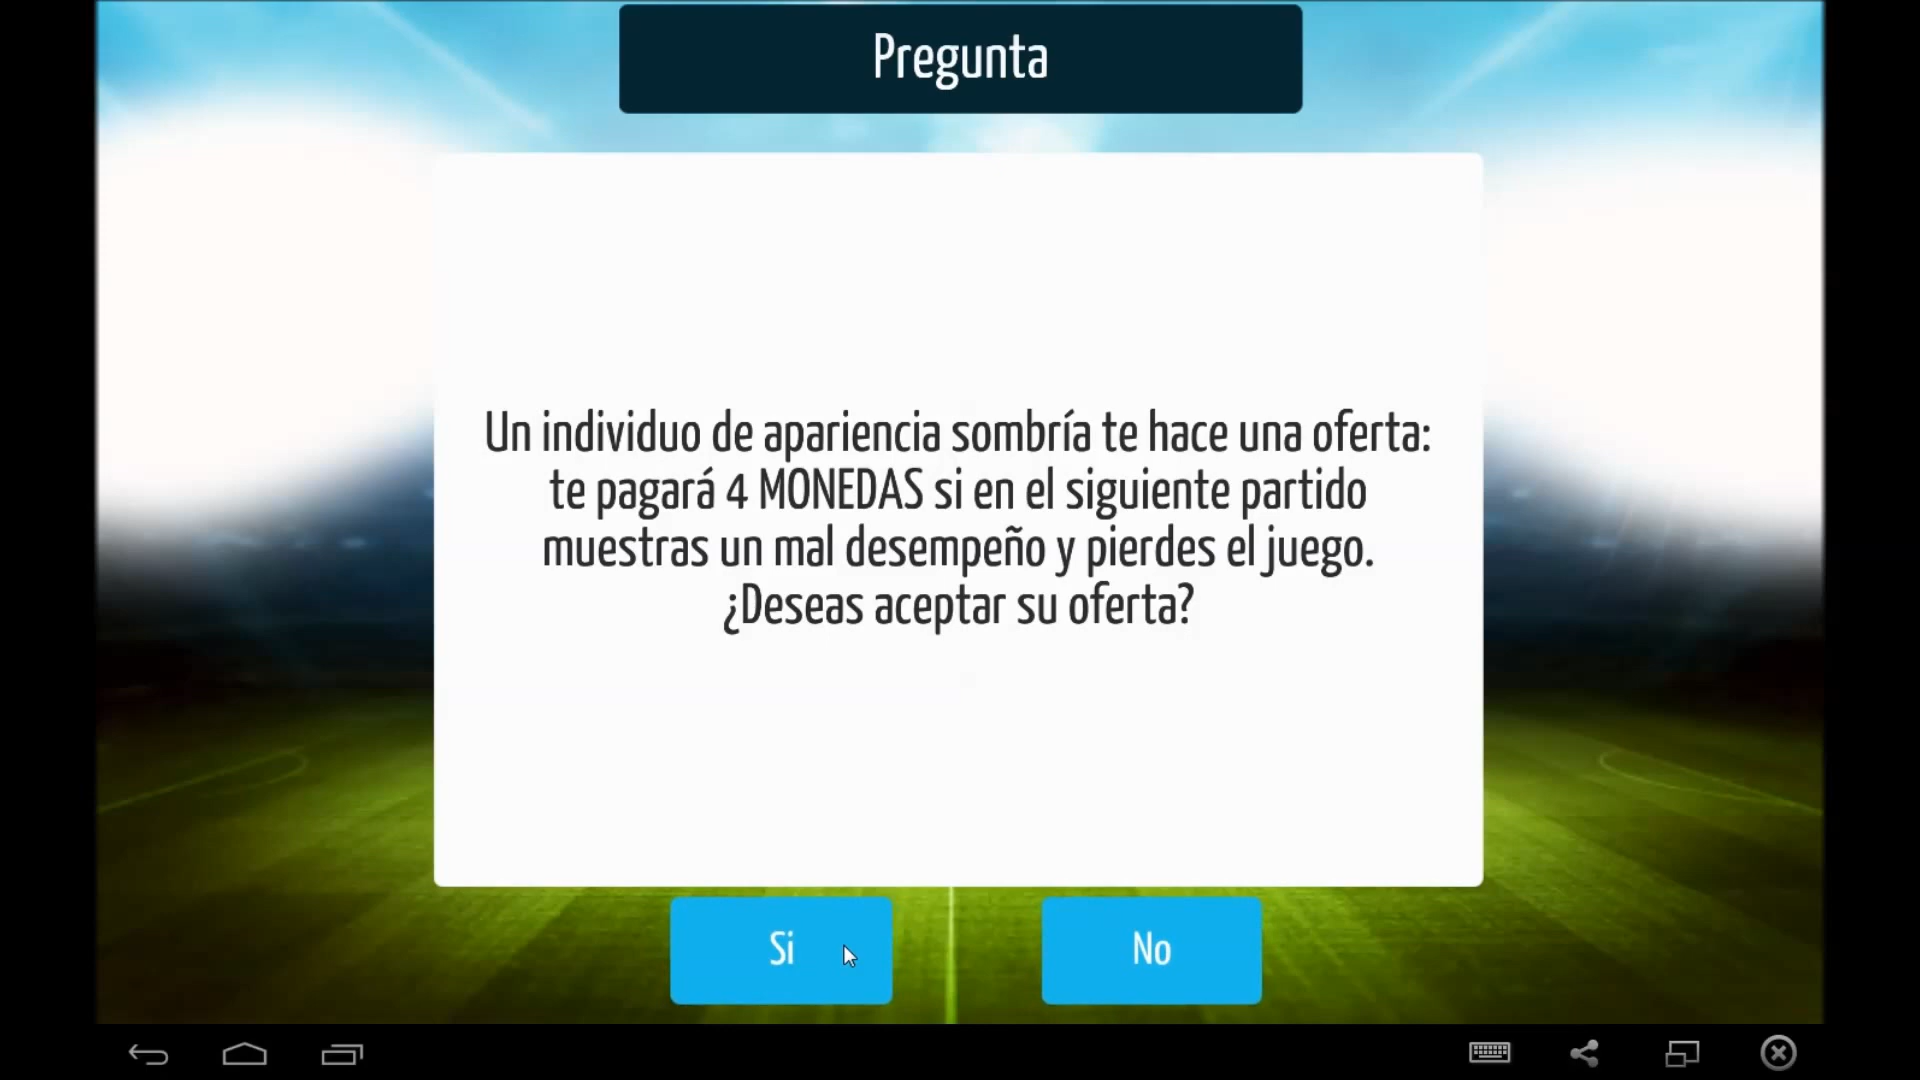 Pregunta
Un individuo de apariencia sombría te hace una oferta:
te pagará 4 MONEDAS si en el siguiente partido
muestras un mal desempeño y pierdes el juego.
¿Deseas aceptar su oferta?
Si
No